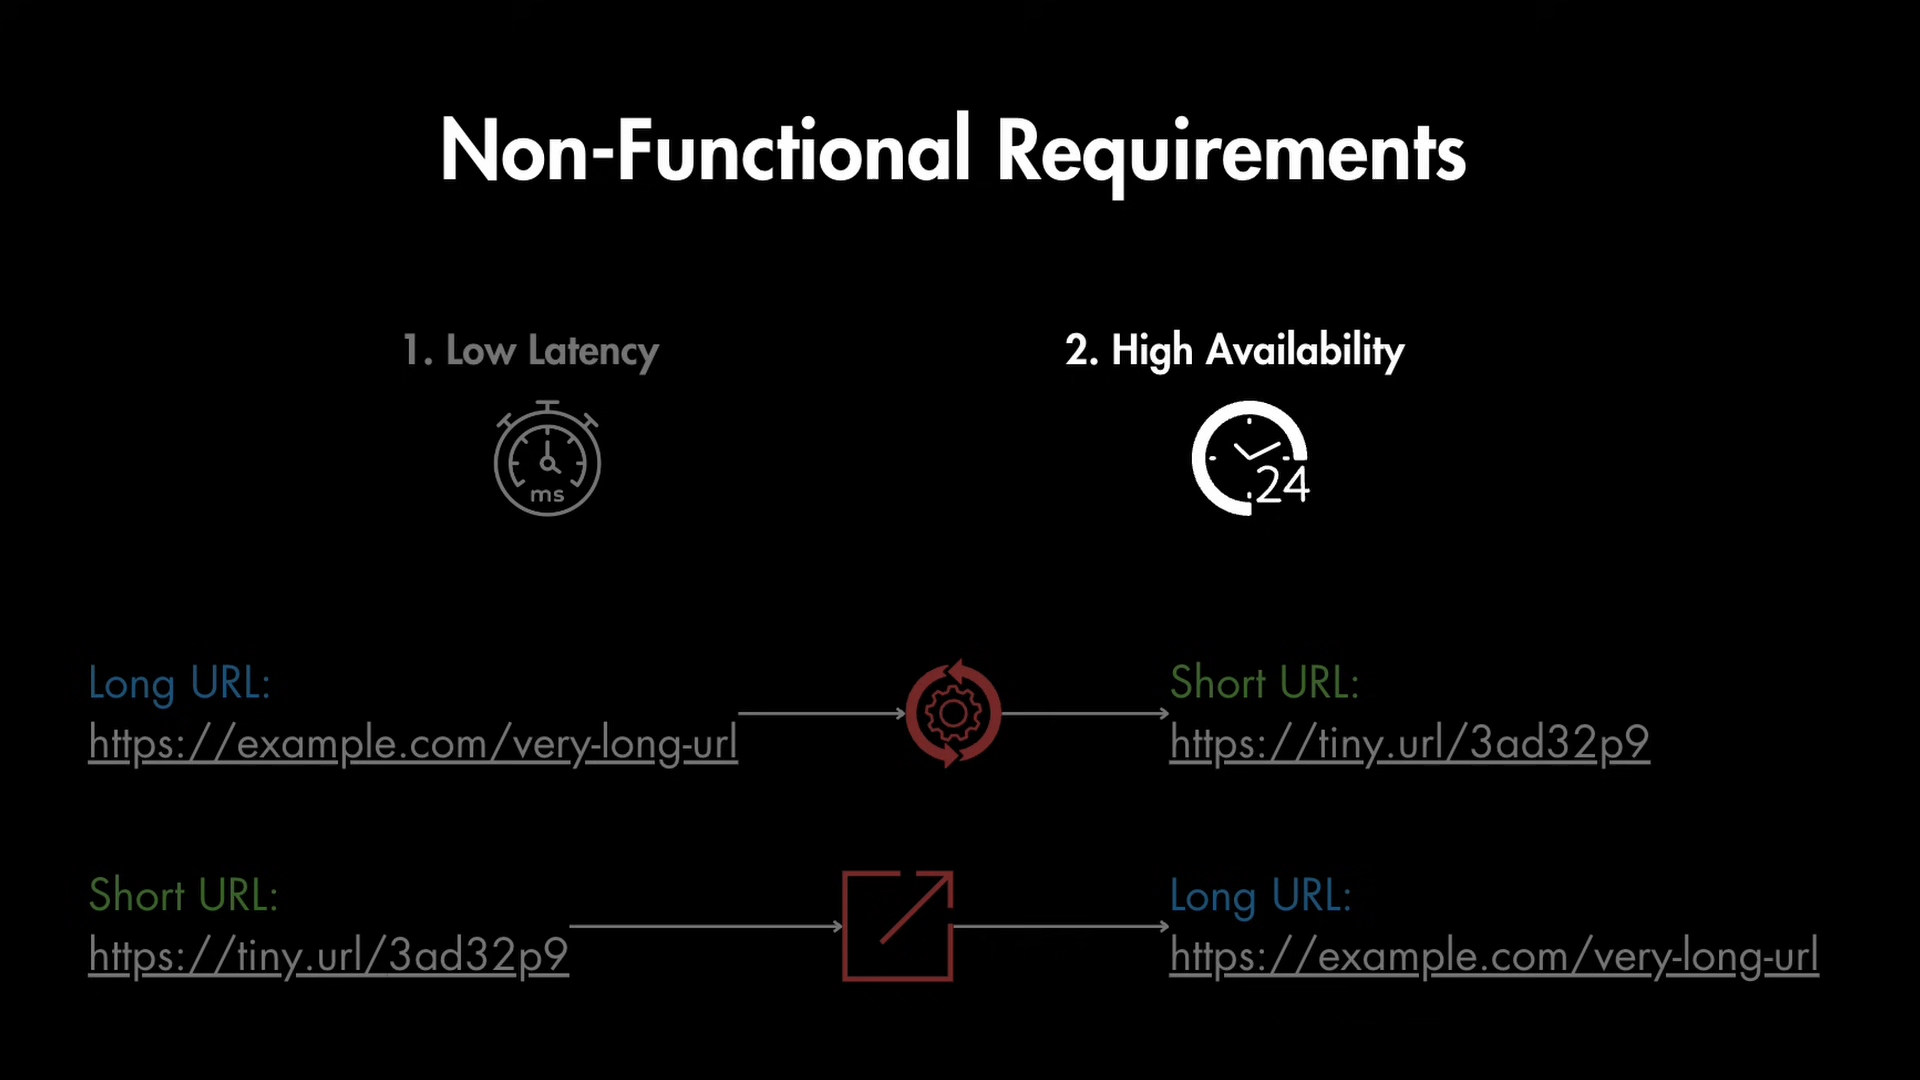 Non-Functional Requirements
1. Low Latency
2. High Availability
ms
24
Long URL:
https://example.com/very-long-url
Short URL:
https://tiny.url/3ad32p9
Short URL:
https://tiny.url/3ad32p9
Long URL:
https://example.com/very-long-url